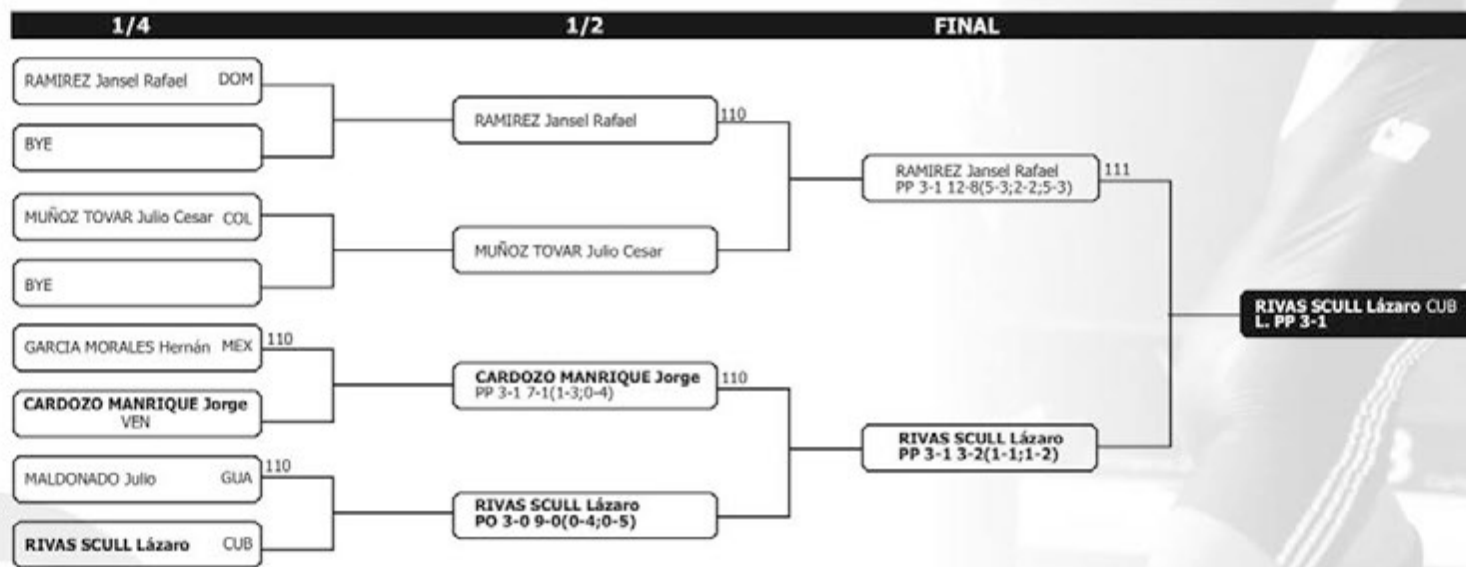 1/4 1/2 FINAL
RAMIREZ Jansel Rafael DOM
BYE
MUÑOZ TOVAR Julio Cesar COL
BYE
GARCIA MORALES Hernán MEX 110
CARDOZO MANRIQUE Jorge
VEN
MALDONADO Julio GUA 110
RIVAS SCULL Lázaro CUB
RAMIREZ Jansel Rafael 110
MUÑOZ TOVAR Julio Cesar
CARDOZO MANRIQUE Jorge 110
PP 3-1 7-1(1-3;0-4)
RIVAS SCULL Lázaro
PO 3-0 9-0(0-4;0-5)
RAMIREZ Jansel Rafael 111
PP 3-1 12-8(5-3;2-2;5-3)
RIVAS SCULL Lázaro
PP 3-1 3-2(1-1;1-2)
RIVAS SCULL Lázaro CUB
L. PP 3-1